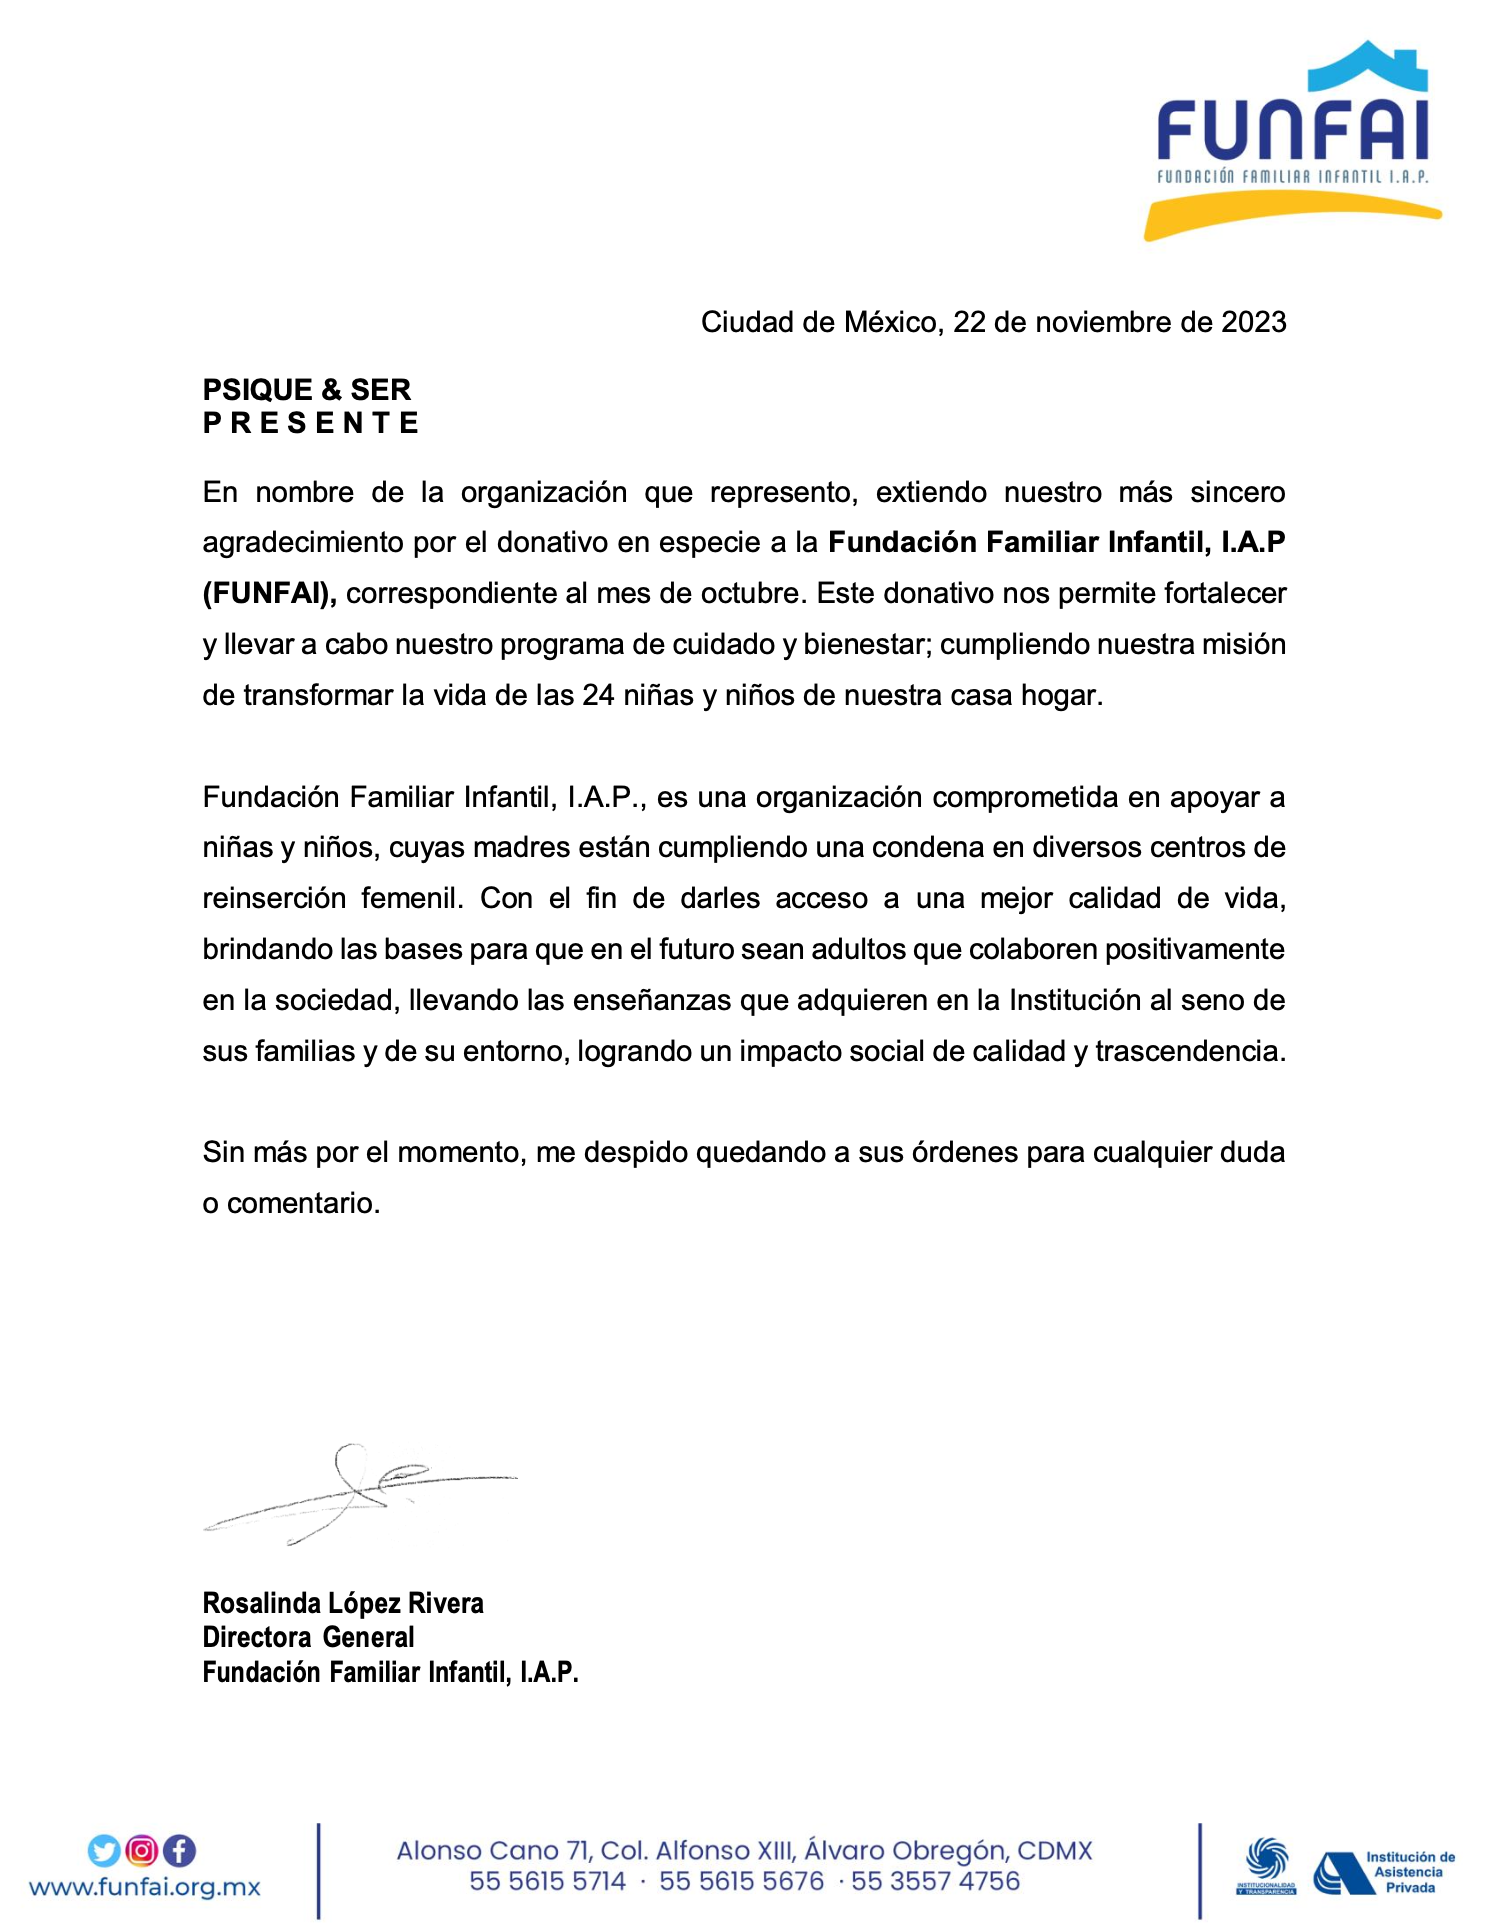 FUNFAI
FUNDACIÓN FAMILIAR INFANTIL I.A.P.
Ciudad de México, 22 de noviembre de 2023
PSIQUE & SER
P R E S E N T E
En nombre de la organización que represento, extiendo nuestro más sincero
agradecimiento por el donativo en especie a la Fundación Familiar Infantil, I.A.P
(FUNFAI), correspondiente al mes de octubre. Este donativo nos permite fortalecer
y llevar a cabo nuestro programa de cuidado y bienestar; cumpliendo nuestra misión
de transformar la vida de las 24 niñas y niños de nuestra casa hogar.
Fundación Familiar Infantil, I.A.P., es una organización comprometida en apoyar a
niñas y niños, cuyas madres están cumpliendo una condena en diversos centros de
reinserción femenil. Con el fin de darles acceso a una mejor calidad de vida,
brindando las bases para que en el futuro sean adultos que colaboren positivamente
en la sociedad, llevando las enseñanzas que adquieren en la Institución al seno de
sus familias y de su entorno, logrando un impacto social de calidad y trascendencia.
Sin más por el momento, me despido quedando a sus órdenes para cualquier duda
o comentario.
Rosalinda López Rivera
Directora General
Fundación Familiar Infantil, I.A.P.
www.funfai.org.mx
Alonso Cano 71, Col. Alfonso XIII, Álvaro Obregón, CDMX
55 5615 5714 · 55 5615 5676 · 55 3557 4756
INSTITUCIONALIDAD
Y TRANSPARENCIA
Institución de
Asistencia
Privada